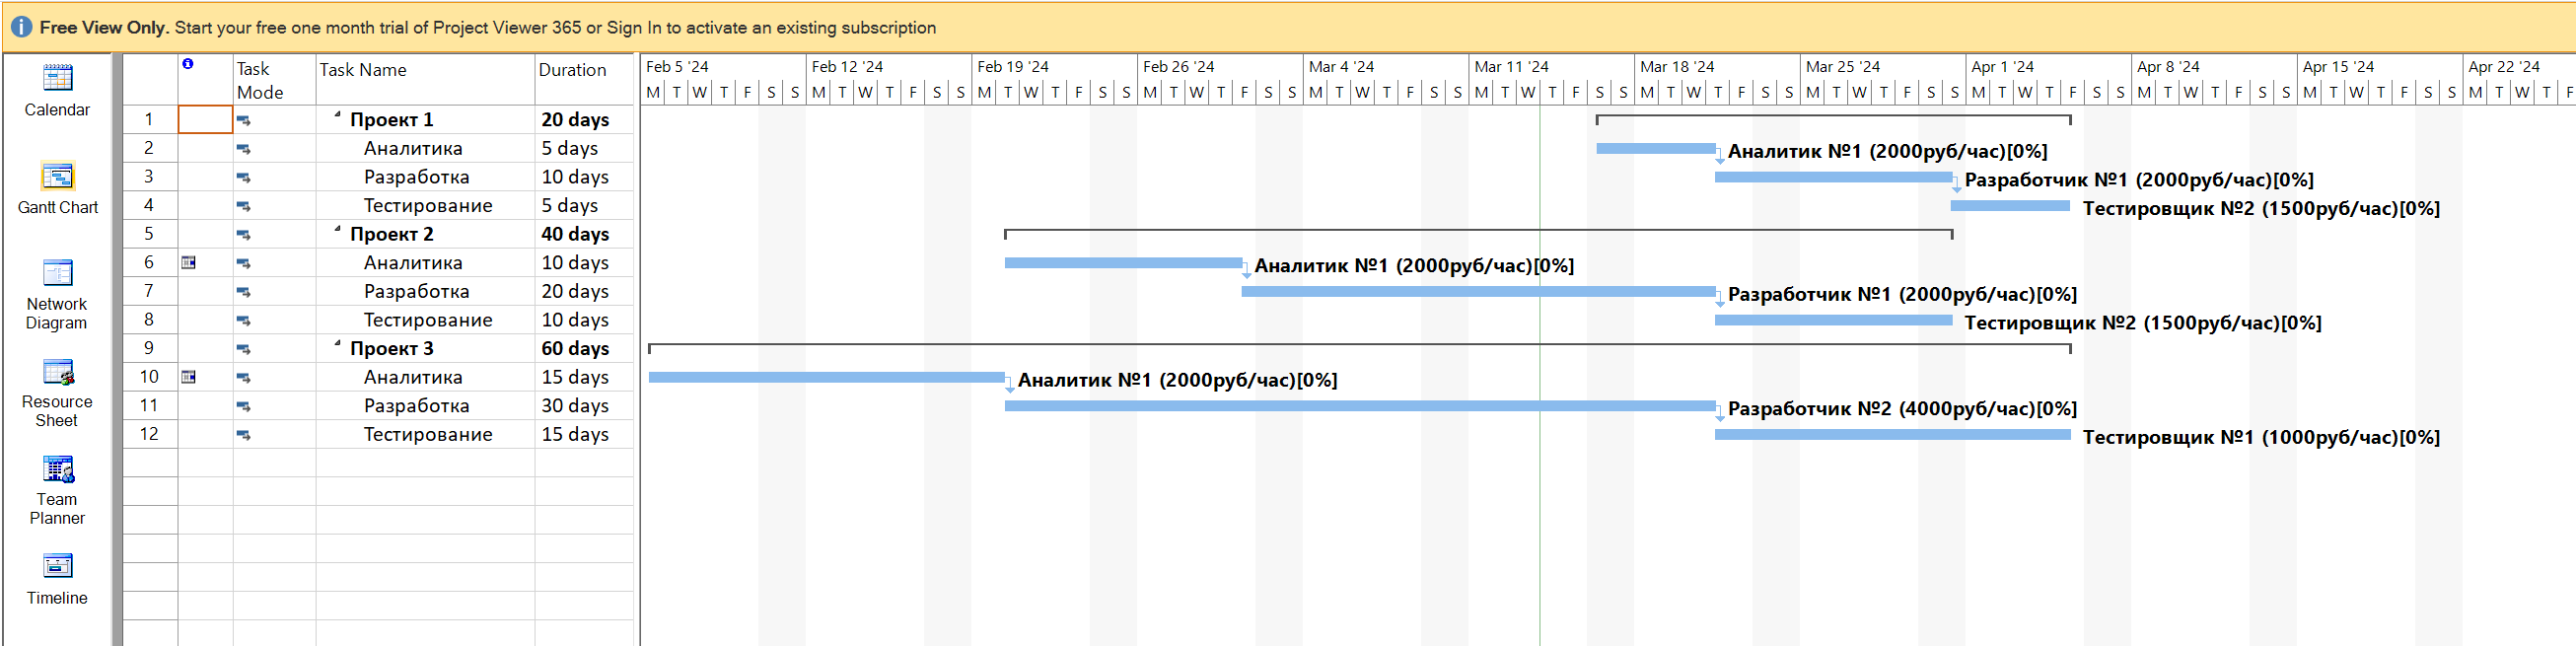 Free View Only. Start your free one month trial of Project Viewer 365 or Sign In to activate an existing subscription
Calendar
Gantt Chart
Network
Diagram
Resource
Sheet
Team
Planner
Timeline
Task Mode Task Name Duration
Feb 5 '24 Feb 12 '24 Feb 19 '24 Feb 26 '24 Mar 4 '24 Mar 11 '24 Mar 18 '24 Mar 25 '24 Apr 1 '24 Apr 8 '24 Apr 15 '24 Apr 22 '24
M T W T F S S M T W T F S S M T W T F S S M T W T F S S M T W T F S S M T W T F S S M T W T F S S M T W T F S S M T W T F S S M T W T F S S M T W T F S S M T W T F
1 Проект 1 20 days
2 Аналитика 5 days Аналитик №1 (2000руб/час)[0%]
3 Разработка 10 days Разработчик №1 (2000руб/час)[0%]
4 Тестирование 5 days Тестировщик №2 (1500руб/час)[0%]
5 Проект 2 40 days
6 Аналитика 10 days Аналитик №1 (2000руб/час)[0%]
7 Разработка 20 days Разработчик №1 (2000руб/час)[0%]
8 Тестирование 10 days Тестировщик №2 (1500руб/час)[0%]
9 Проект 3 60 days
10 Аналитика 15 days Аналитик №1 (2000руб/час)[0%]
11 Разработка 30 days Разработчик №2 (4000руб/час)[0%]
12 Тестирование 15 days Тестировщик №1 (1000руб/час)[0%]